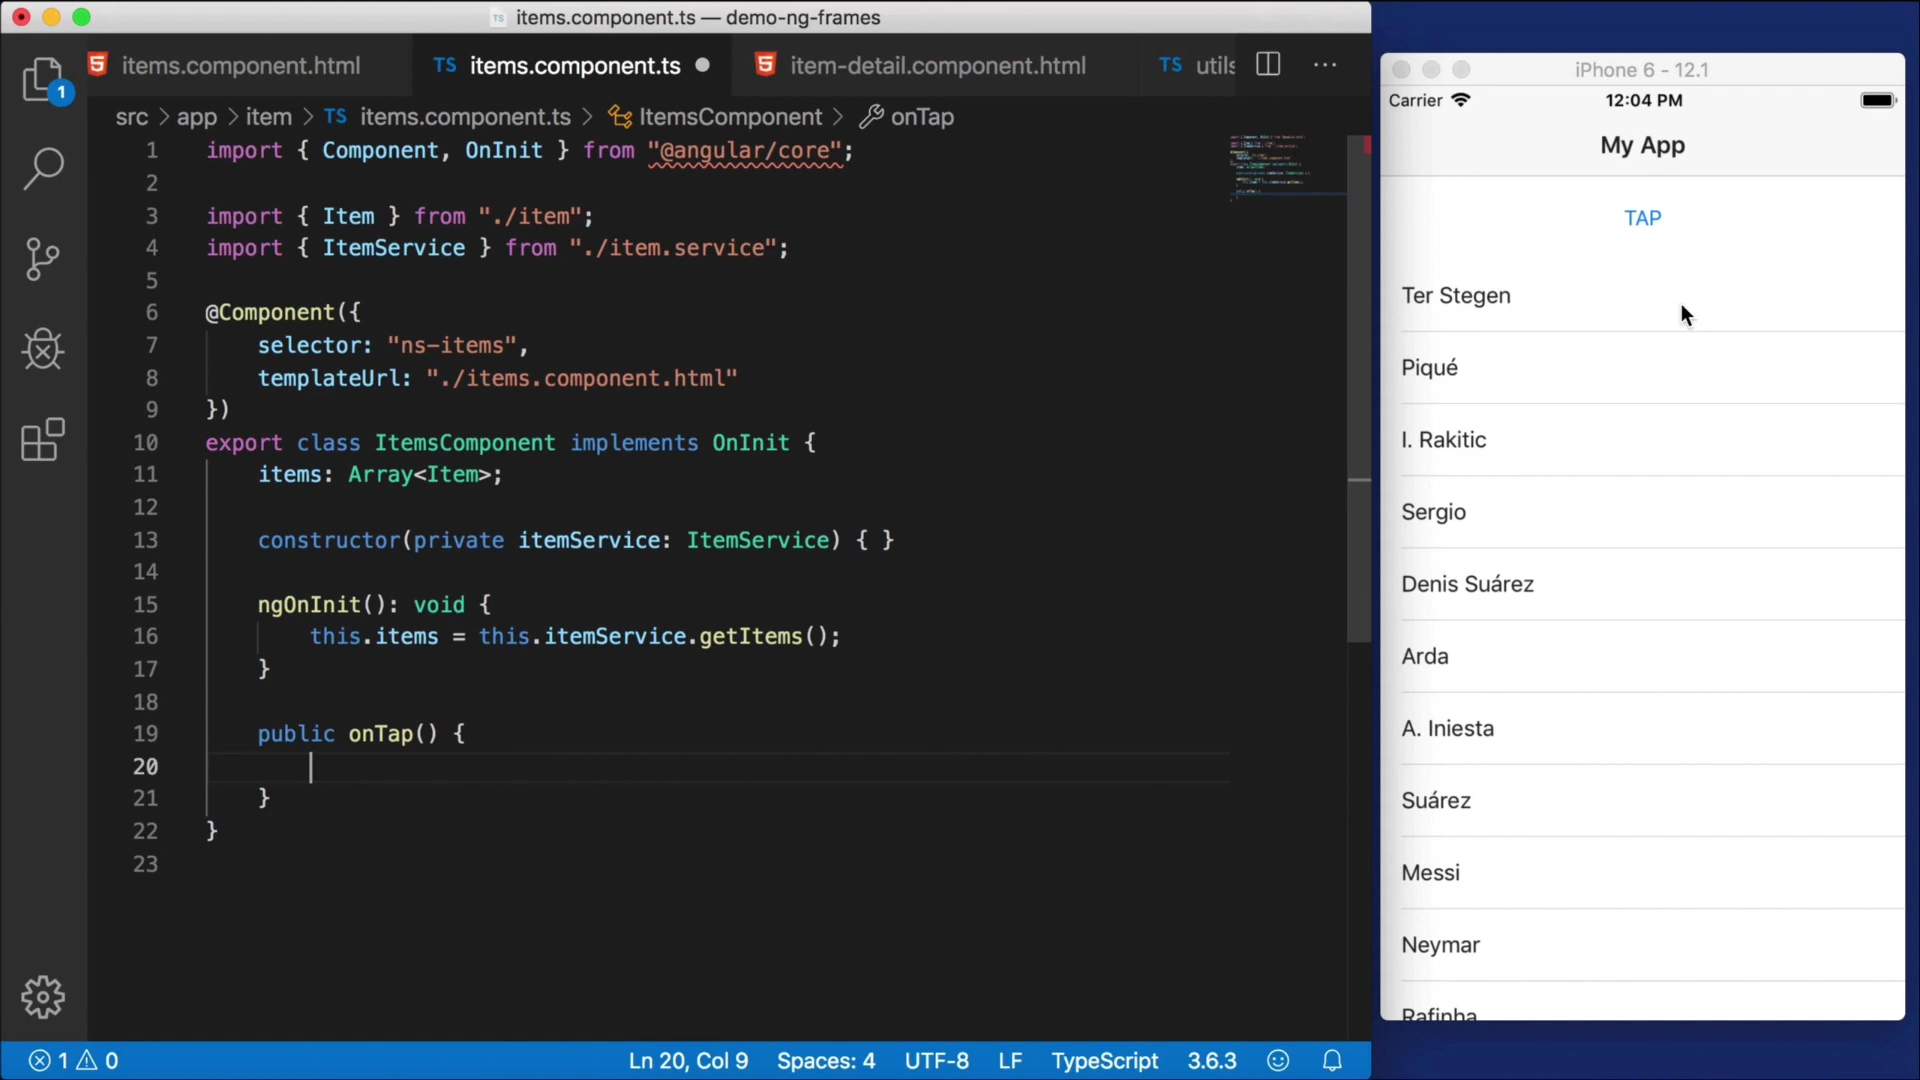 TS items.component.ts — demo-ng-frames
items.component.html
TS items.component.ts
item-detail.component.html
TS utils
1
src > app > item > TS items.component.ts > ItemsComponent > onTap
1 import { Component, OnInit } from "@angular/core";
2
3 import { Item } from "./item";
4 import { ItemService } from "./item.service";
5
6 @Component({
7 selector: "ns-items",
8 templateUrl: "./items.component.html"
9 })
10 export class ItemsComponent implements OnInit {
11 items: Array<Item>;
12
13 constructor(private itemService: ItemService) { }
14
15 ngOnInit(): void {
16 this.items = this.itemService.getItems();
17 }
18
19 public onTap() {
20
21 }
22 }
23
1 0
Ln 20, Col 9 Spaces: 4 UTF-8 LF TypeScript 3.6.3
iPhone 6 - 12.1
Carrier 12:04 PM
My App
TAP
Ter Stegen
Piqué
I. Rakitic
Sergio
Denis Suárez
Arda
A. Iniesta
Suárez
Messi
Neymar
Rafinha